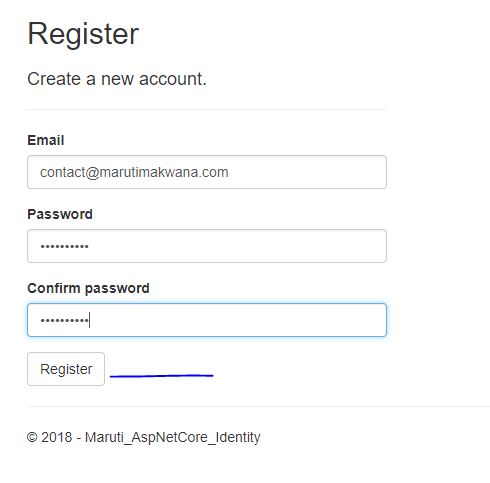 Register
Create a new account.
Email
contact@marutimakwana.com
Password
••••••••••
Confirm password
••••••••••
Register
© 2018 - Maruti_AspNetCore_Identity